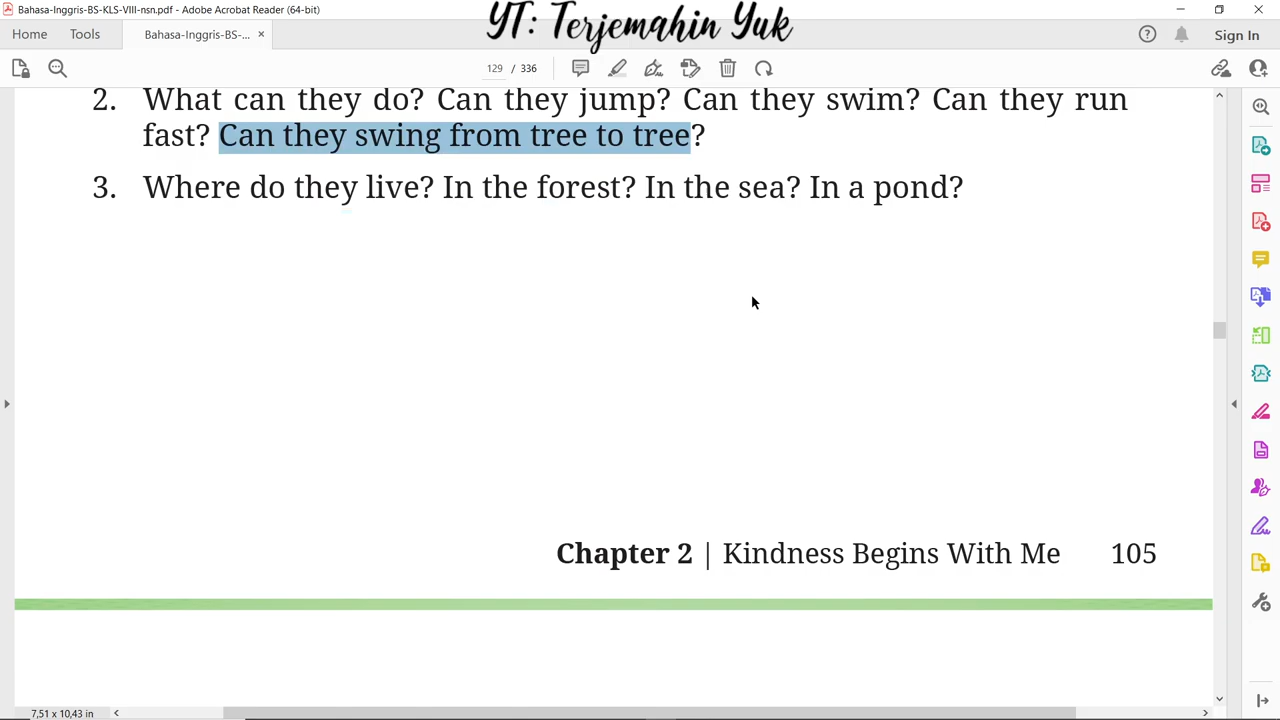 Bahasa-Inggris-BS-KLS-VIII-nsn.pdf - Adobe Acrobat Reader (64-bit)
YT: Terjemahin Yuk
Home Tools Bahasa-Inggris-BS-... × Sign In
129 / 336
2. What can they do? Can they jump? Can they swim? Can they run
fast? Can they swing from tree to tree?
3. Where do they live? In the forest? In the sea? In a pond?
Chapter 2 | Kindness Begins With Me 105
7,51 x 10,43 in